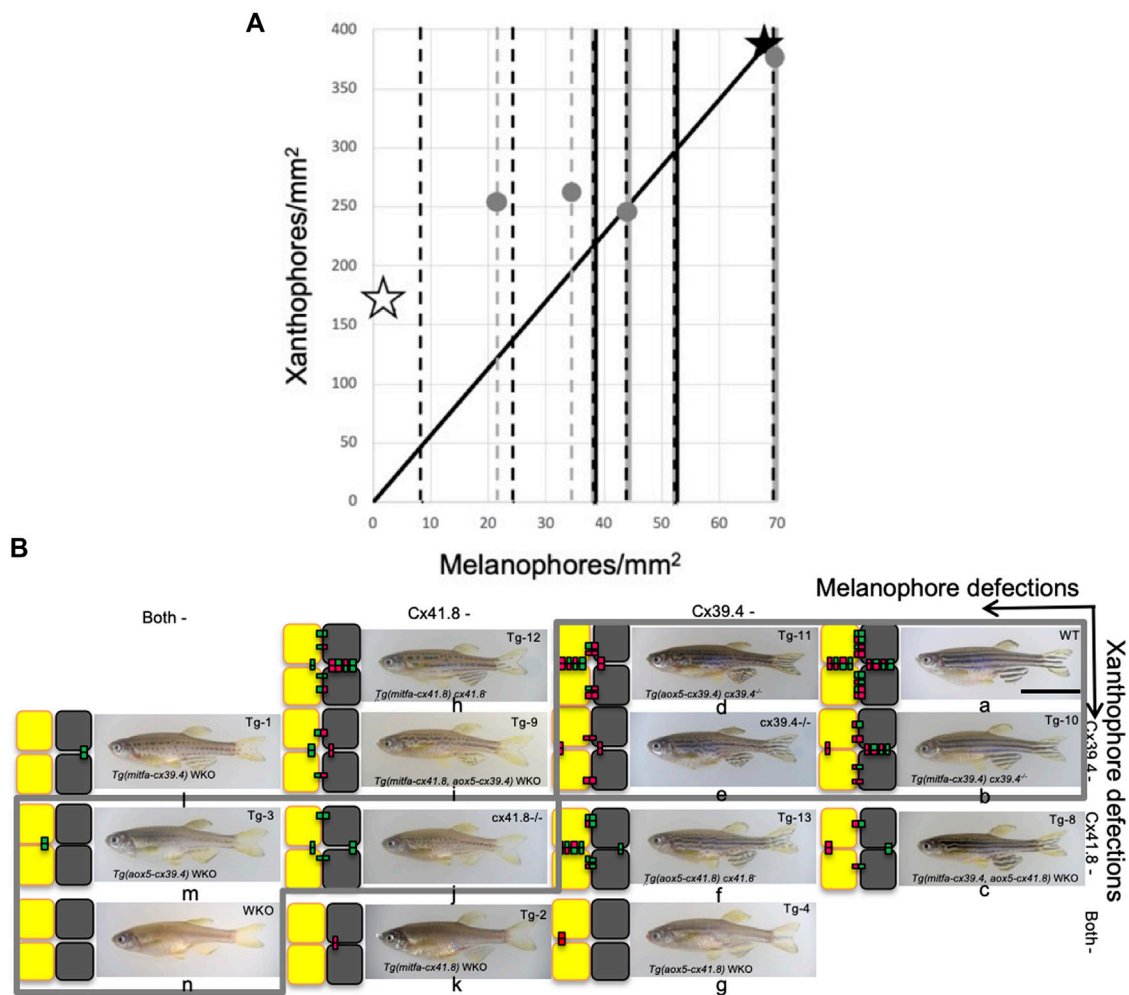 A
Xanthophores/mm²
400
350
300
250
200
150
100
50
0
0 10 20 30 40 50 60 70
Melanophores/mm²
B
Melanophore defections
Both - Cx41.8 - Cx39.4 -
Xanthophore defections
Cx39.4 -
Cx41.8 -
Both-
Tg-12
Tg(mitfa-cx41.8) cx41.8-
h
Tg-11
Tg(aox5-cx39.4) cx39.4-/-
d
WT
a
Tg-1
Tg(mitfa-cx39.4) WKO
l
Tg-9
Tg(mitfa-cx41.8, aox5-cx39.4) WKO
i
cx39.4-/-
e
Tg-10
Tg(mitfa-cx39.4) cx39.4-/-
b
Tg-3
Tg(aox5-cx39.4) WKO
m
cx41.8-/-
j
Tg-13
Tg(aox5-cx41.8) cx41.8-
f
Tg-8
Tg(mitfa-cx39.4, aox5-cx41.8) WKO
c
WKO
n
Tg-2
Tg(mitfa-cx41.8) WKO
k
Tg-4
Tg(aox5-cx41.8) WKO
g